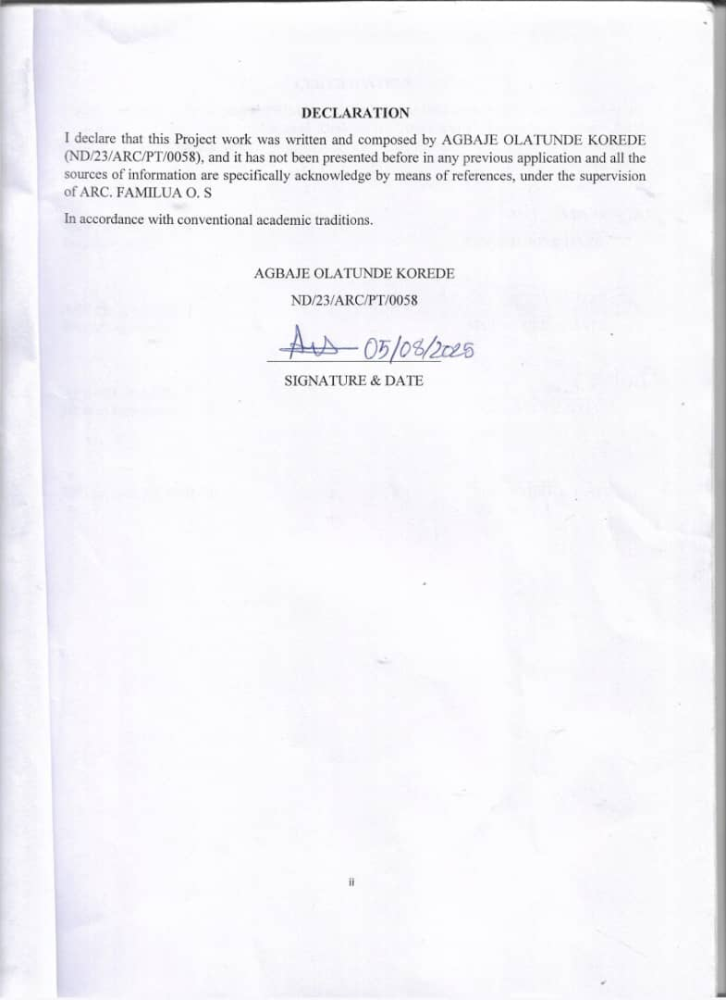 DECLARATION
I declare that this Project work was written and composed by AGBAJE OLATUNDE KOREDE
(ND/23/ARC/PT/0058), and it has not been presented before in any previous application and all the
sources of information are specifically acknowledge by means of references, under the supervision
of ARC. FAMILUA O. S
In accordance with conventional academic traditions.
AGBAJE OLATUNDE KOREDE
ND/23/ARC/PT/0058
05/08/2025
SIGNATURE & DATE
ii